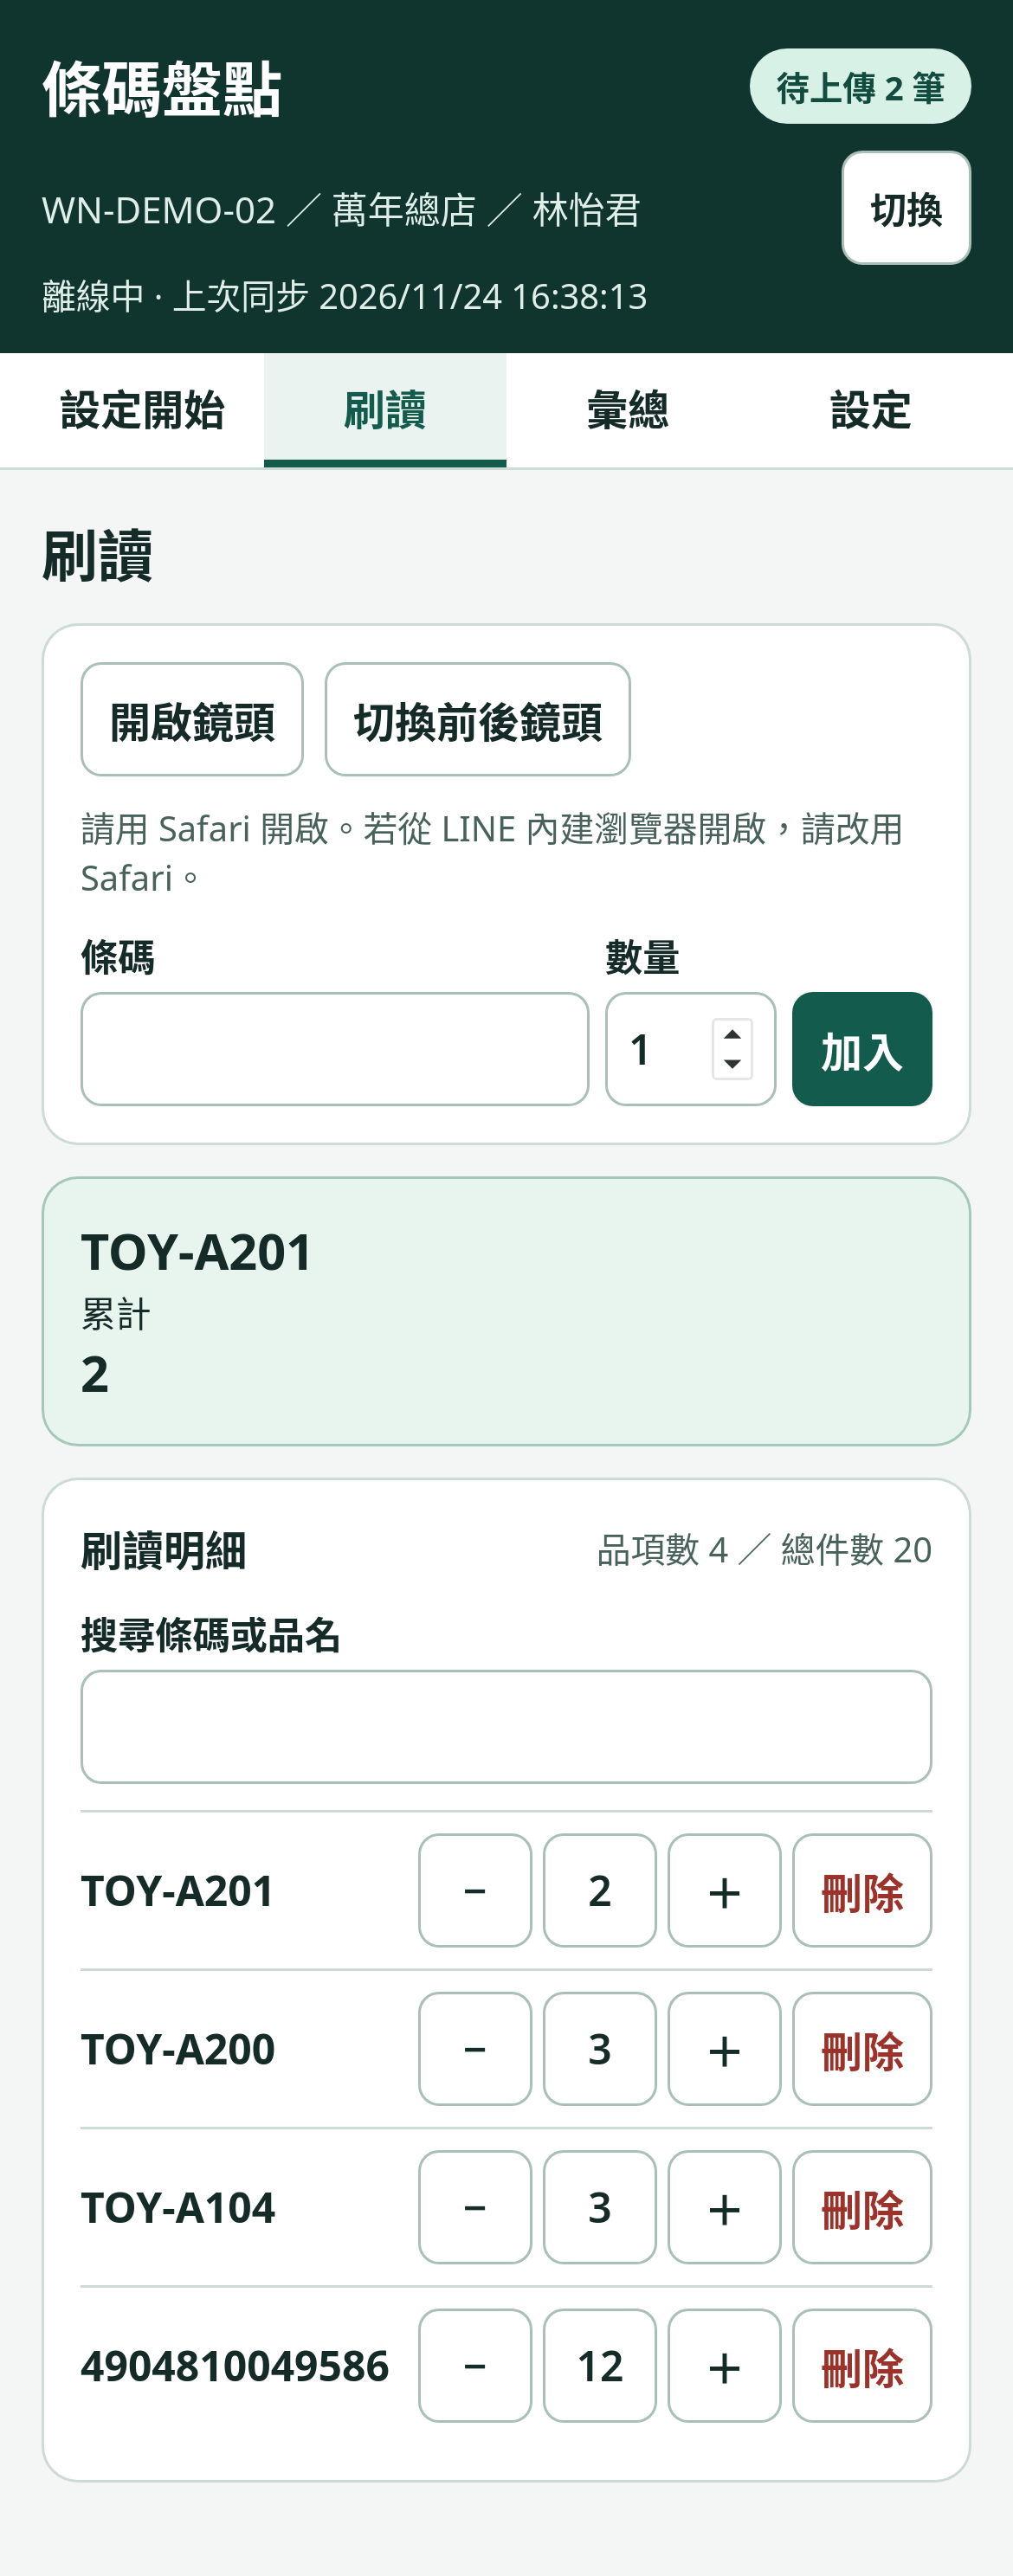 條碼盤點
待上傳 2 筆
WN-DEMO-02 ／ 萬年總店 ／ 林怡君
切換
離線中 · 上次同步 2026/11/24 16:38:13
設定開始 刷讀 彙總 設定
刷讀
開啟鏡頭 切換前後鏡頭
請用 Safari 開啟。若從 LINE 內建瀏覽器開啟，請改用
Safari。
條碼 數量
1 加入
TOY-A201
累計
2
刷讀明細 品項數 4 ／ 總件數 20
搜尋條碼或品名
TOY-A201 − 2 ＋ 刪除
TOY-A200 − 3 ＋ 刪除
TOY-A104 − 3 ＋ 刪除
4904810049586 − 12 ＋ 刪除